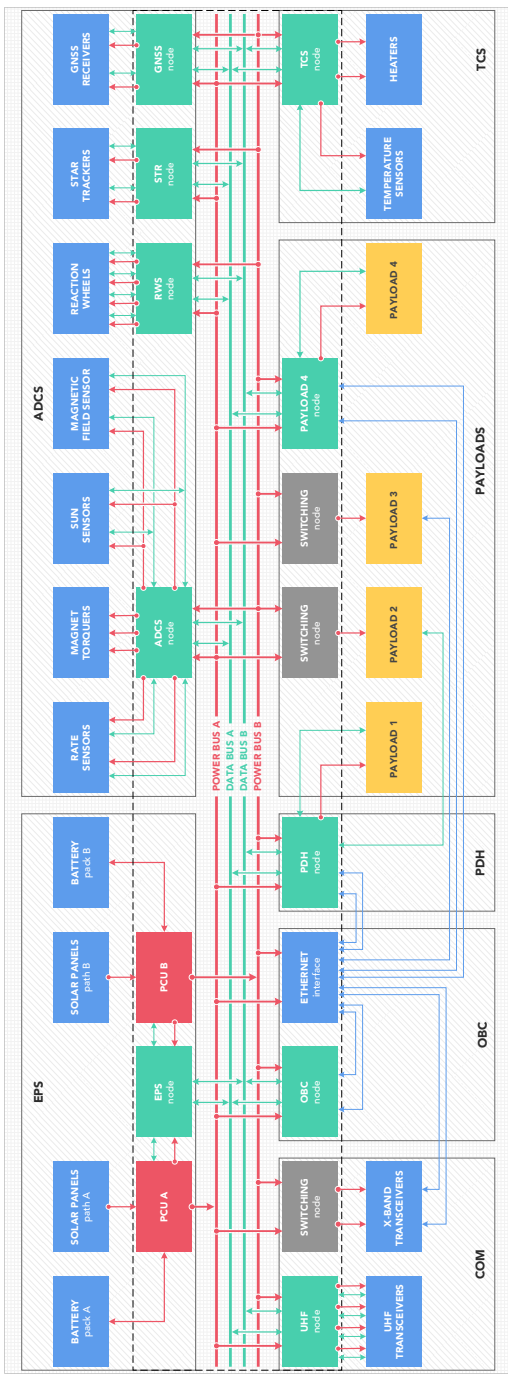 EPS
BATTERY
pack A
SOLAR PANELS
path A
SOLAR PANELS
path B
BATTERY
pack B
PCU A
EPS
node
PCU B
ADCS
RATE
SENSORS
MAGNET
TORQUERS
SUN
SENSORS
MAGNETIC
FIELD SENSOR
REACTION
WHEELS
STAR
TRACKERS
GNSS
RECEIVERS
ADCS
node
RWS
node
STR
node
GNSS
node
POWER BUS A
DATA BUS A
DATA BUS B
POWER BUS B
UHF
node
SWITCHING
node
UHF
TRANSCEIVERS
X-BAND
TRANSCEIVERS
COM
OBC
node
ETHERNET
interface
OBC
PDH
node
PDH
SWITCHING
node
SWITCHING
node
PAYLOAD 4
node
PAYLOAD 1
PAYLOAD 2
PAYLOAD 3
PAYLOAD 4
PAYLOADS
TCS
node
TEMPERATURE
SENSORS
HEATERS
TCS